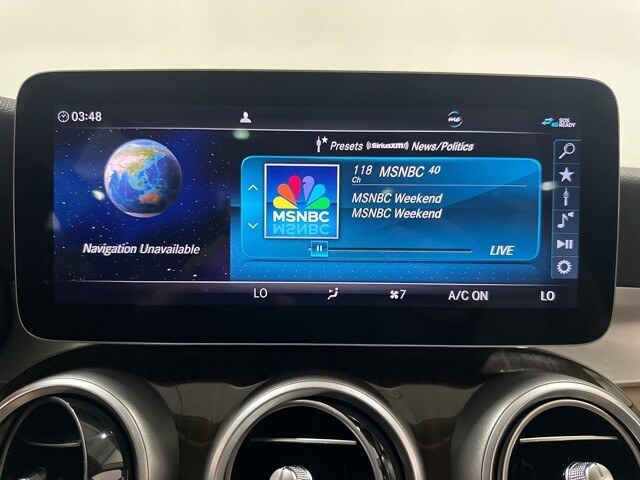 03:48
me
4G
SOS
READY
Presets ((SiriusXM)) News/Politics
118 MSNBC 40
Ch
MSNBC
MSNBC Weekend
MSNBC Weekend
LIVE
Navigation Unavailable
LO
7
A/C ON
LO